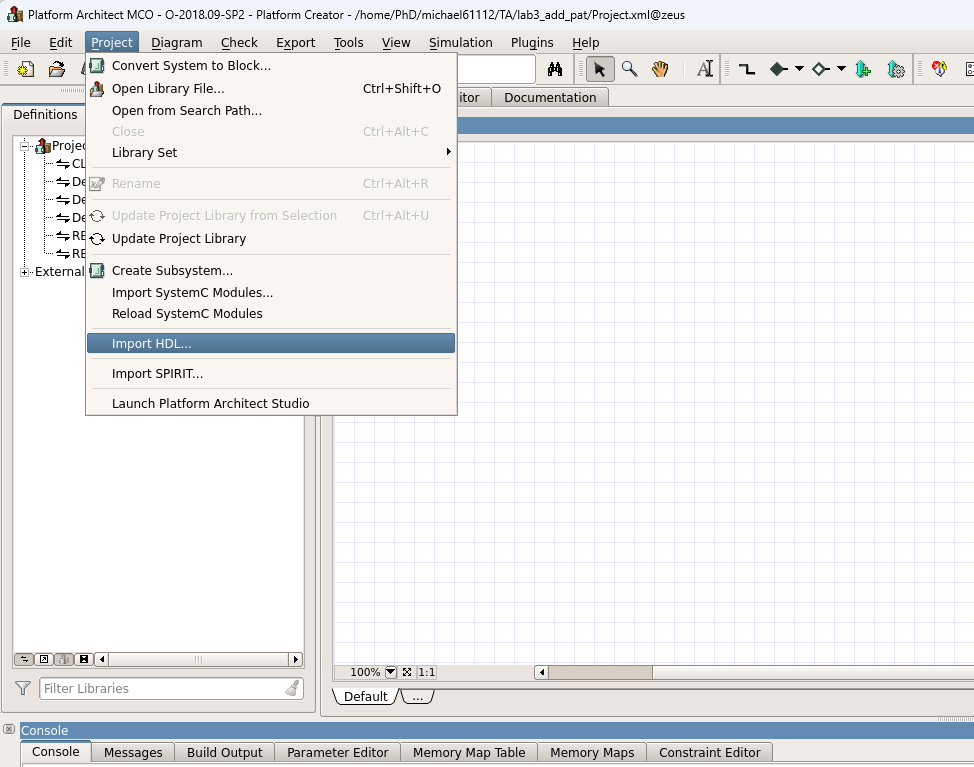 Platform Architect MCO - O-2018.09-SP2 - Platform Creator - /home/PhD/michael61112/TA/lab3_add_pat/Project.xml@zeus
File Edit Project Diagram Check Export Tools View Simulation Plugins Help
Convert System to Block...
Open Library File... Ctrl+Shift+O
Open from Search Path...
Close Ctrl+Alt+C
Library Set
Rename Ctrl+Alt+R
Update Project Library from Selection Ctrl+Alt+U
Update Project Library
Create Subsystem...
Import SystemC Modules...
Reload SystemC Modules
Import HDL...
Import SPIRIT...
Launch Platform Architect Studio
itor Documentation
Definitions
Projec
CL
De
De
De
RE
RE
External
100% 1:1
Filter Libraries
Default ...
Console
Console Messages Build Output Parameter Editor Memory Map Table Memory Maps Constraint Editor